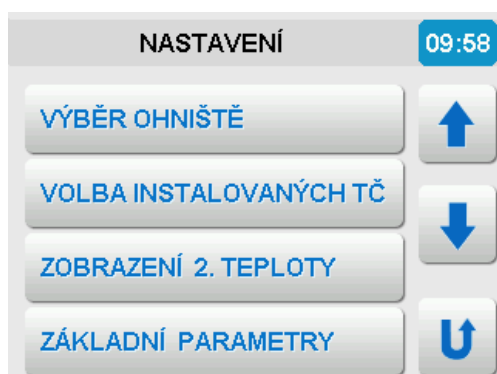 NASTAVENÍ
09:58
VÝBĚR OHNIŠTĚ
VOLBA INSTALOVANÝCH TČ
ZOBRAZENÍ 2. TEPLOTY
ZÁKLADNÍ PARAMETRY